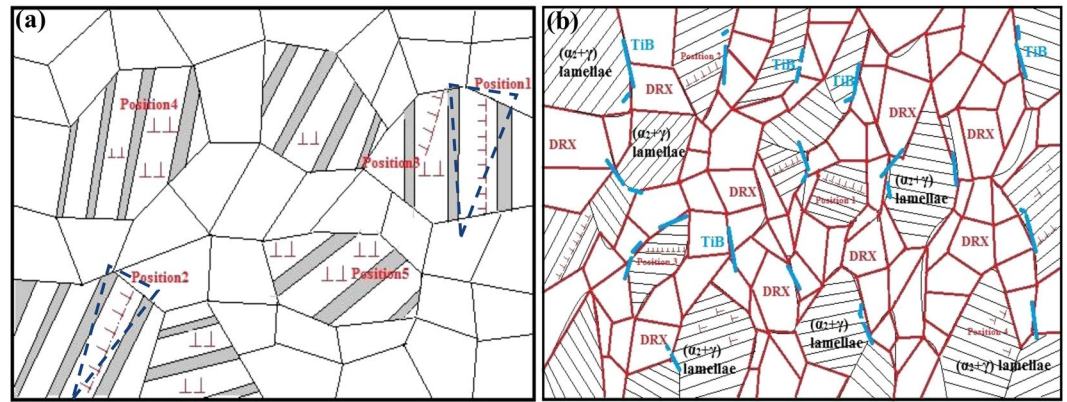 (a)
Position1
Position4
Position3
Position2
Position5
(b)
(α₂+γ)
lamellae
TiB
Position 2
TiB
TiB
TiB
DRX
DRX
DRX
(α₂+γ)
lamellae
DRX
DRX
Position 1
(α₂+γ)
lamellae
TiB
DRX
DRX
Position 3
DRX
DRX
(α₂+γ)
lamellae
(α₂+γ)
lamellae
Position 4
(α₂+γ)
lamellae